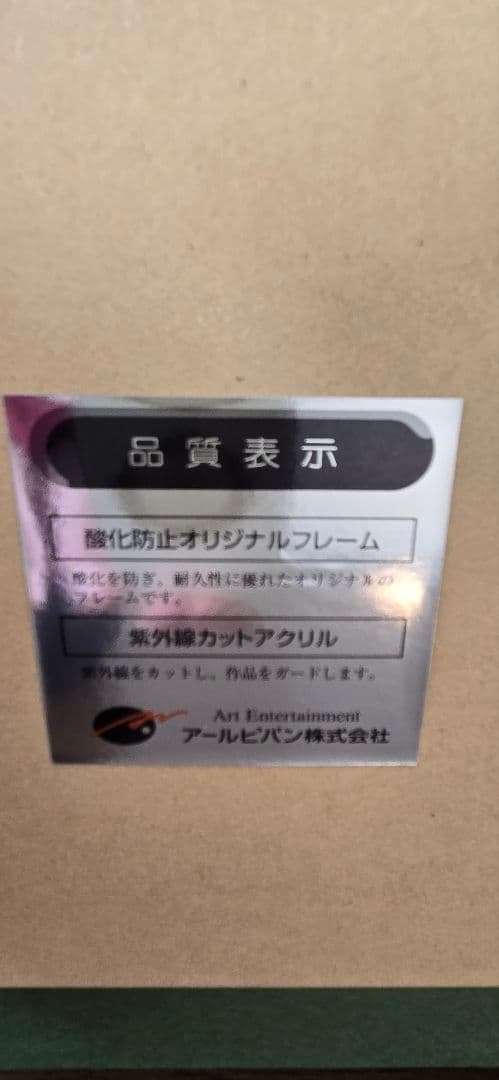 品質表示
酸化防止オリジナルフレーム
酸化を防ぎ、耐久性に優れたオリジナルの
フレームです。
紫外線カットアクリル
紫外線をカットし、作品をガードします。
Art Entertainment
アールビバン株式会社